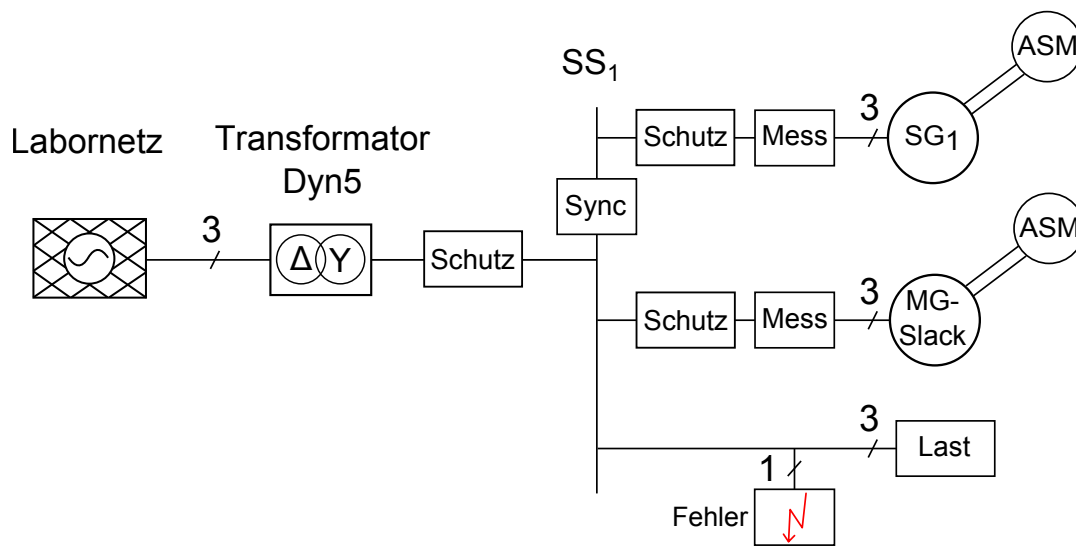 Labornetz
3
Transformator
Dyn5
Δ Y
Schutz
SS₁
Sync
Schutz
Mess
3
SG₁
ASM
Schutz
Mess
3
MG-
Slack
ASM
3
Last
1
Fehler